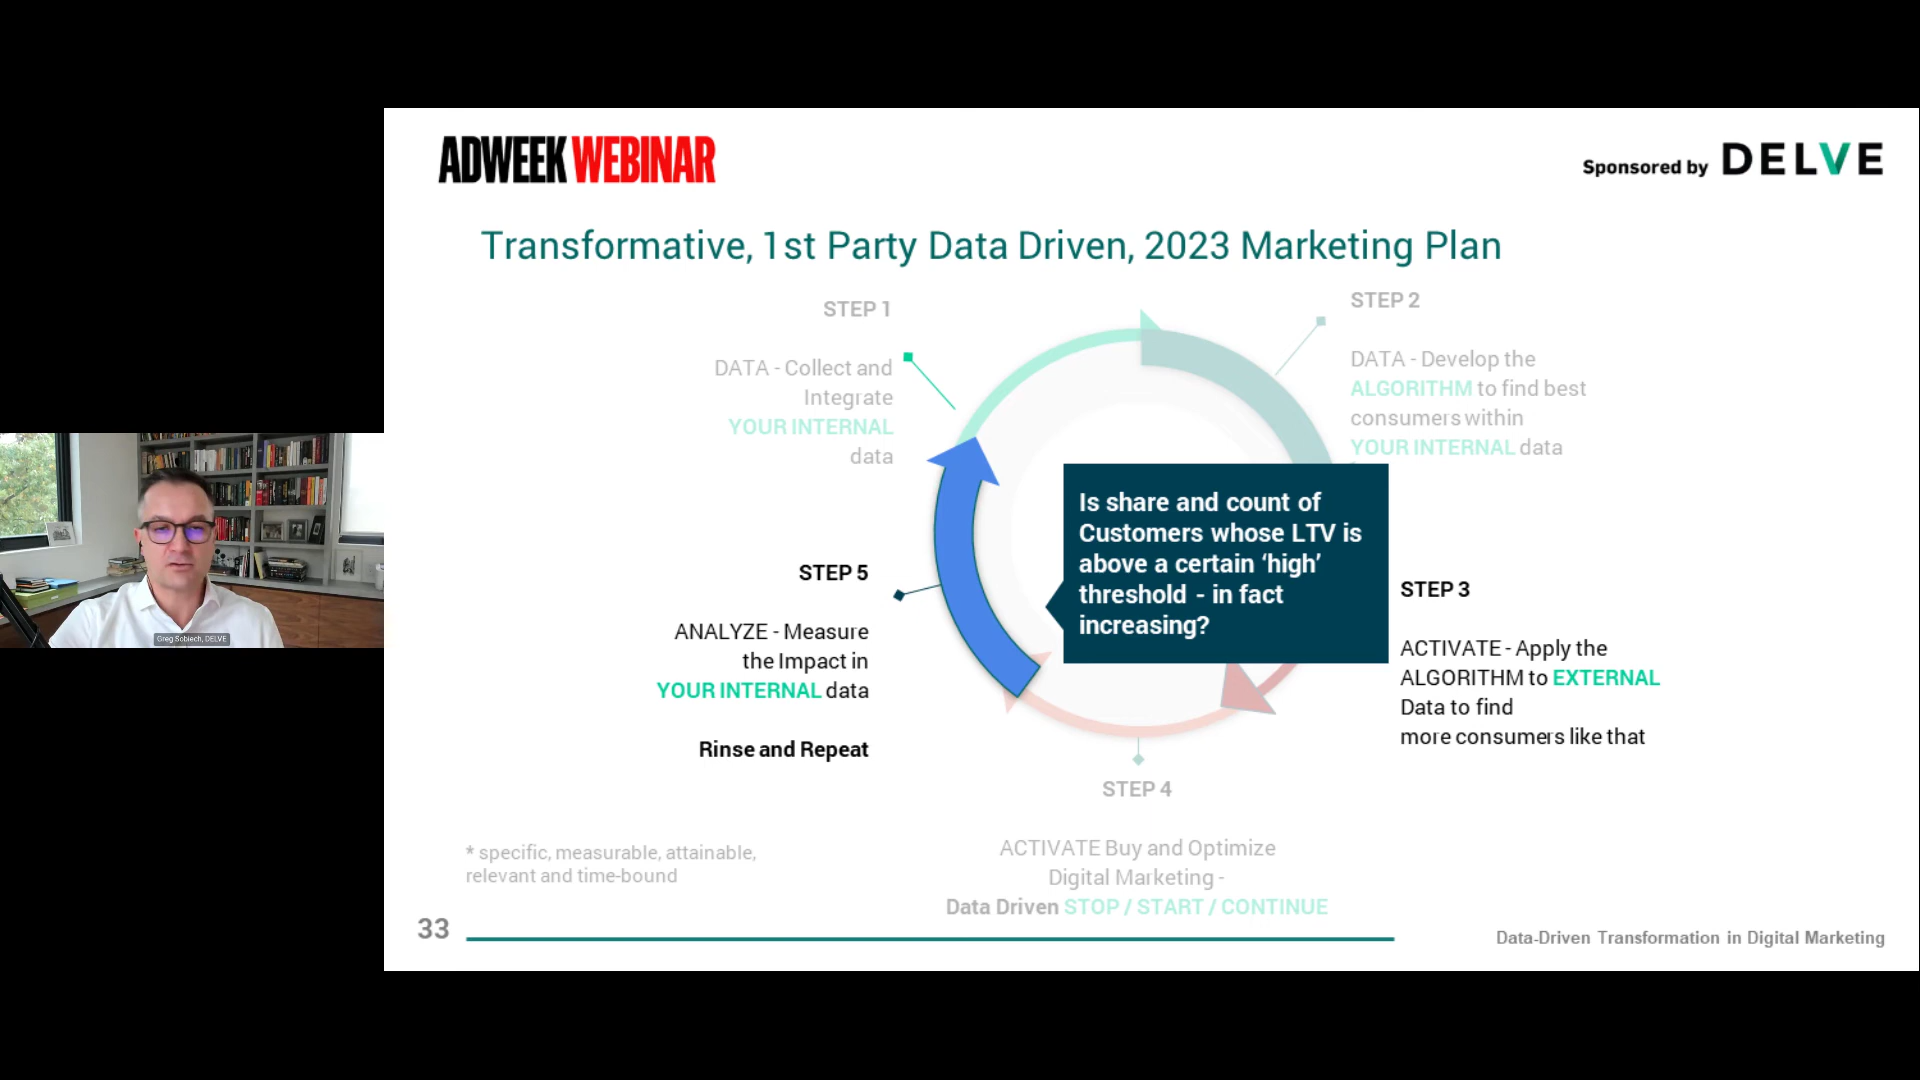 ADWEEK WEBINAR
Sponsored by DELVE
Transformative, 1st Party Data Driven, 2023 Marketing Plan
STEP 1
DATA - Collect and
Integrate
YOUR INTERNAL
data
STEP 2
DATA - Develop the
ALGORITHM to find best
consumers within
YOUR INTERNAL data
Is share and count of
Customers whose LTV is
above a certain ‘high’
threshold - in fact
increasing?
STEP 3
ACTIVATE - Apply the
ALGORITHM to EXTERNAL
Data to find
more consumers like that
STEP 5
ANALYZE - Measure
the Impact in
YOUR INTERNAL data
Rinse and Repeat
STEP 4
ACTIVATE Buy and Optimize
Digital Marketing -
Data Driven STOP / START / CONTINUE
* specific, measurable, attainable,
relevant and time-bound
33
Data-Driven Transformation in Digital Marketing
Greg Sobiech, DELVE